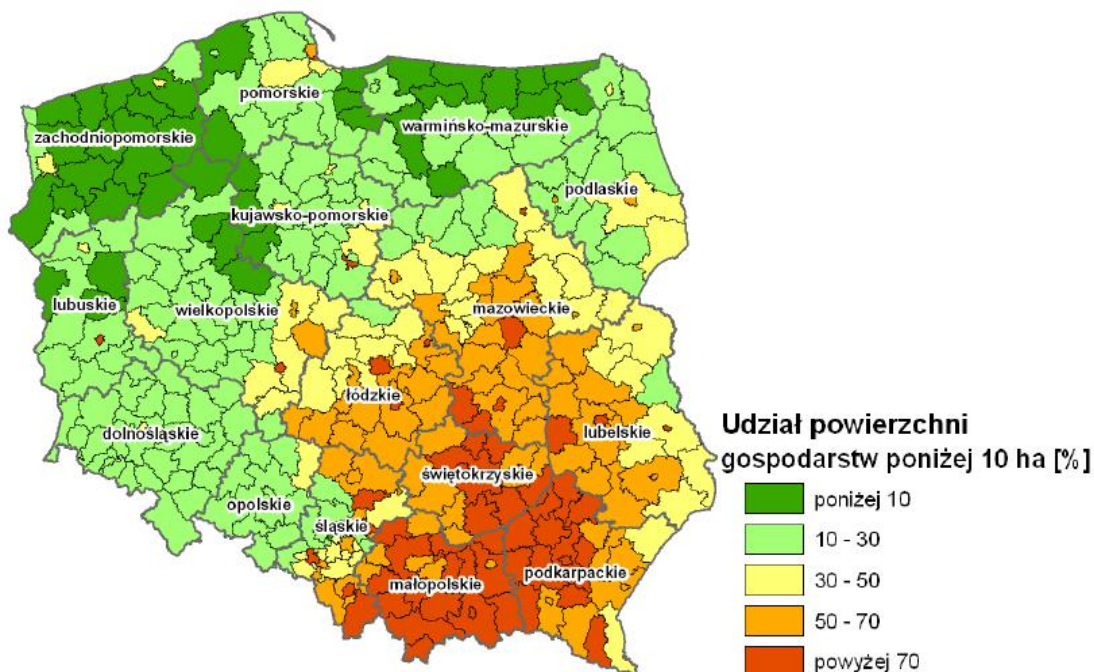 pomorskie
zachodniopomorskie
warmińsko-mazurskie
podlaskie
kujawsko-pomorskie
mazowieckie
lubuskie
wielkopolskie
łódzkie
lubelskie
dolnośląskie
świętokrzyskie
opolskie
śląskie
małopolskie
podkarpackie
Udział powierzchni
gospodarstw poniżej 10 ha [%]
poniżej 10
10 - 30
30 - 50
50 - 70
powyżej 70